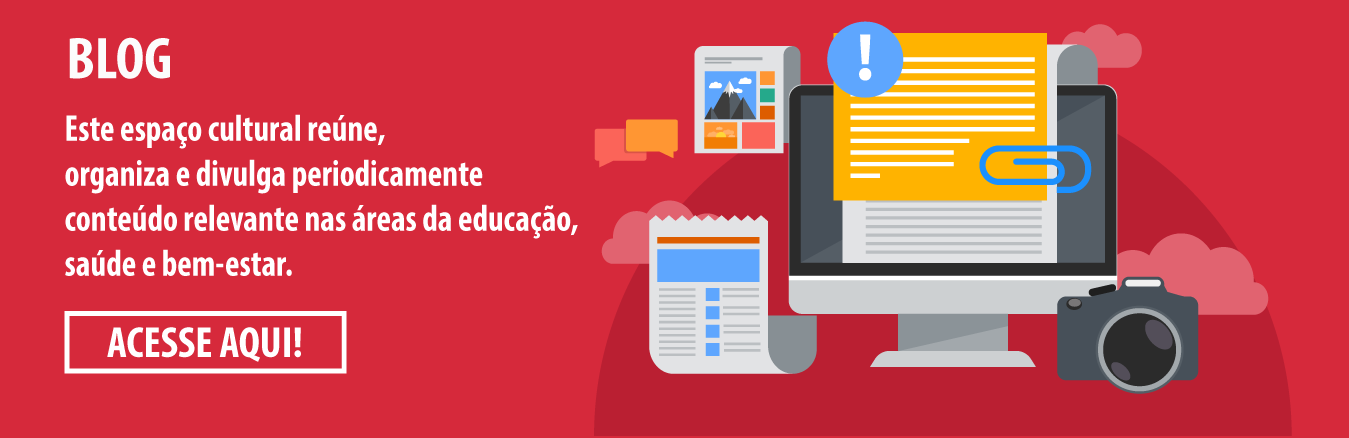 BLOG
Este espaço cultural reúne,
organiza e divulga periodicamente
conteúdo relevante nas áreas da educação,
saúde e bem-estar.
ACESSE AQUI!
!